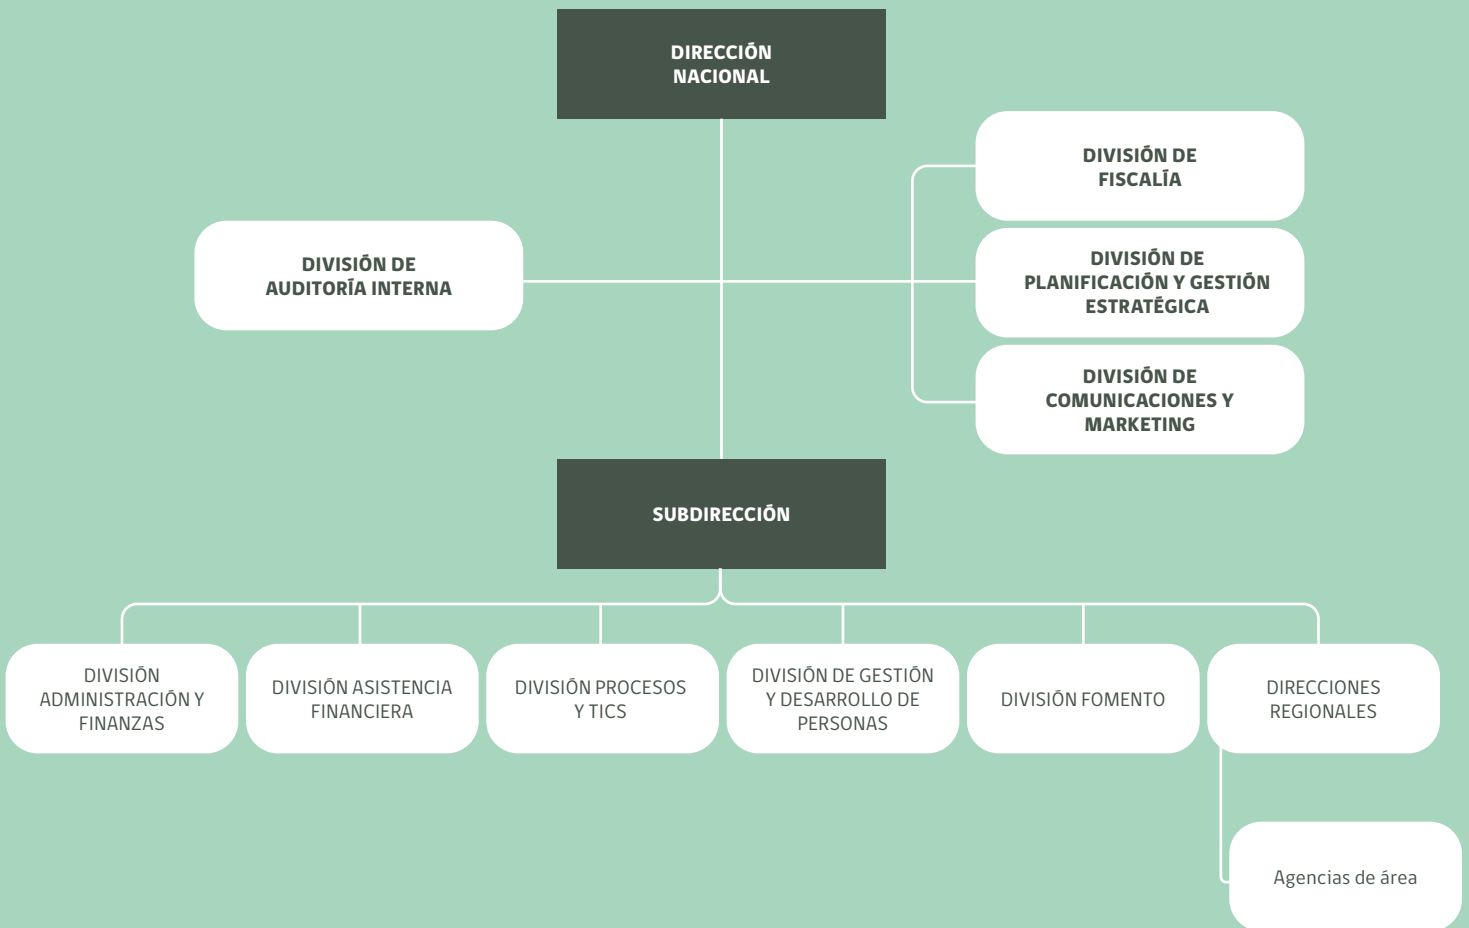 DIRECCIÓN
NACIONAL
DIVISIÓN DE
FISCALÍA
DIVISIÓN DE
AUDITORÍA INTERNA
DIVISIÓN DE
PLANIFICACIÓN Y GESTIÓN
ESTRATÉGICA
DIVISIÓN DE
COMUNICACIONES Y
MARKETING
SUBDIRECCIÓN
DIVISIÓN
ADMINISTRACIÓN Y
FINANZAS
DIVISIÓN ASISTENCIA
FINANCIERA
DIVISIÓN PROCESOS
Y TICS
DIVISIÓN DE GESTIÓN
Y DESARROLLO DE
PERSONAS
DIVISIÓN FOMENTO
DIRECCIONES
REGIONALES
Agencias de área